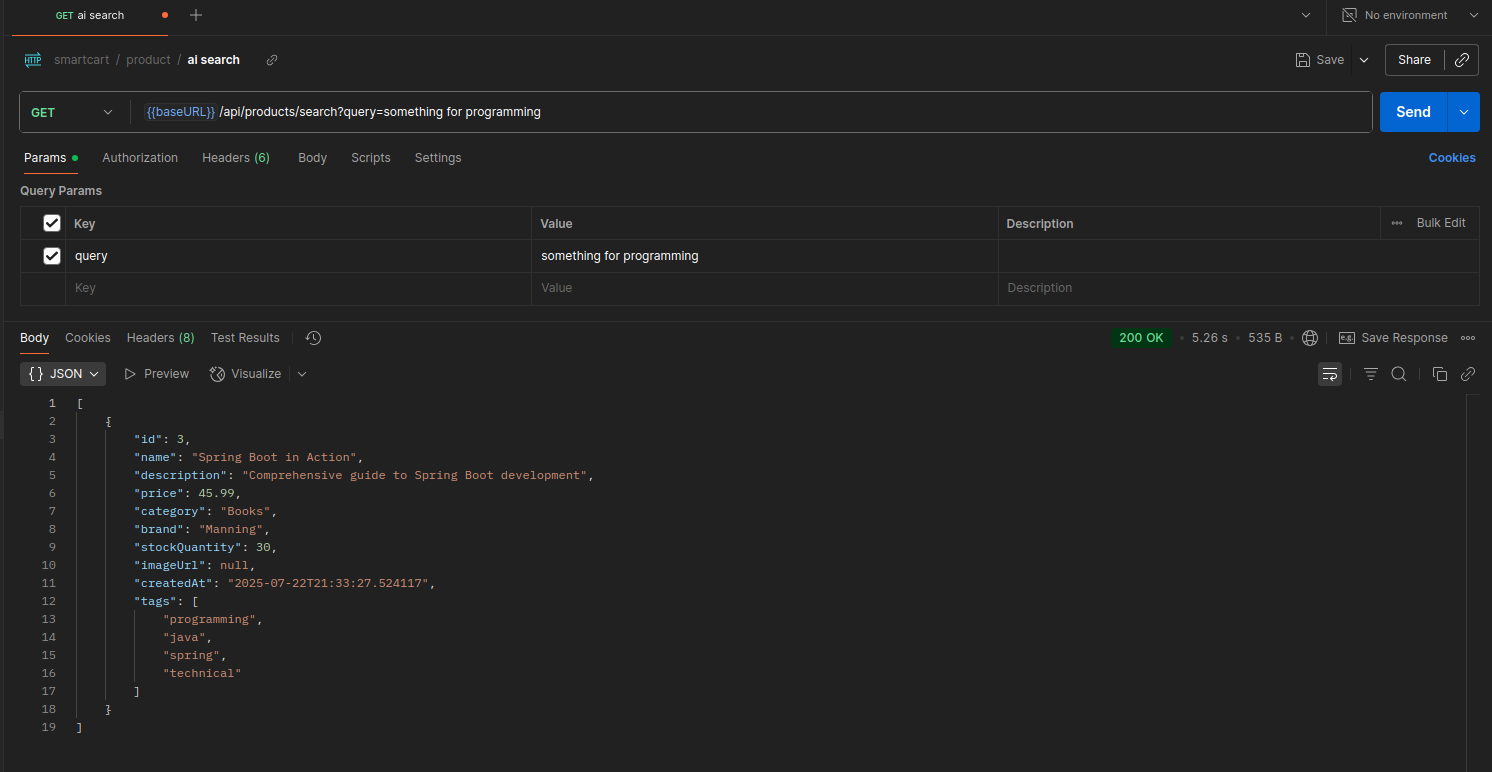 GET ai search
No environment
HTTP smartcart / product / ai search
Save
Share
GET {{baseURL}} /api/products/search?query=something for programming
Send
Params Authorization Headers (6) Body Scripts Settings
Cookies
Query Params
Key Value Description Bulk Edit
query something for programming
Key Value Description
Body Cookies Headers (8) Test Results
200 OK • 5.26 s • 535 B e.g. Save Response
{} JSON Preview Visualize
1 [
2 {
3 "id": 3,
4 "name": "Spring Boot in Action",
5 "description": "Comprehensive guide to Spring Boot development",
6 "price": 45.99,
7 "category": "Books",
8 "brand": "Manning",
9 "stockQuantity": 30,
10 "imageUrl": null,
11 "createdAt": "2025-07-22T21:33:27.524117",
12 "tags": [
13 "programming",
14 "java",
15 "spring",
16 "technical"
17 ]
18 }
19 ]